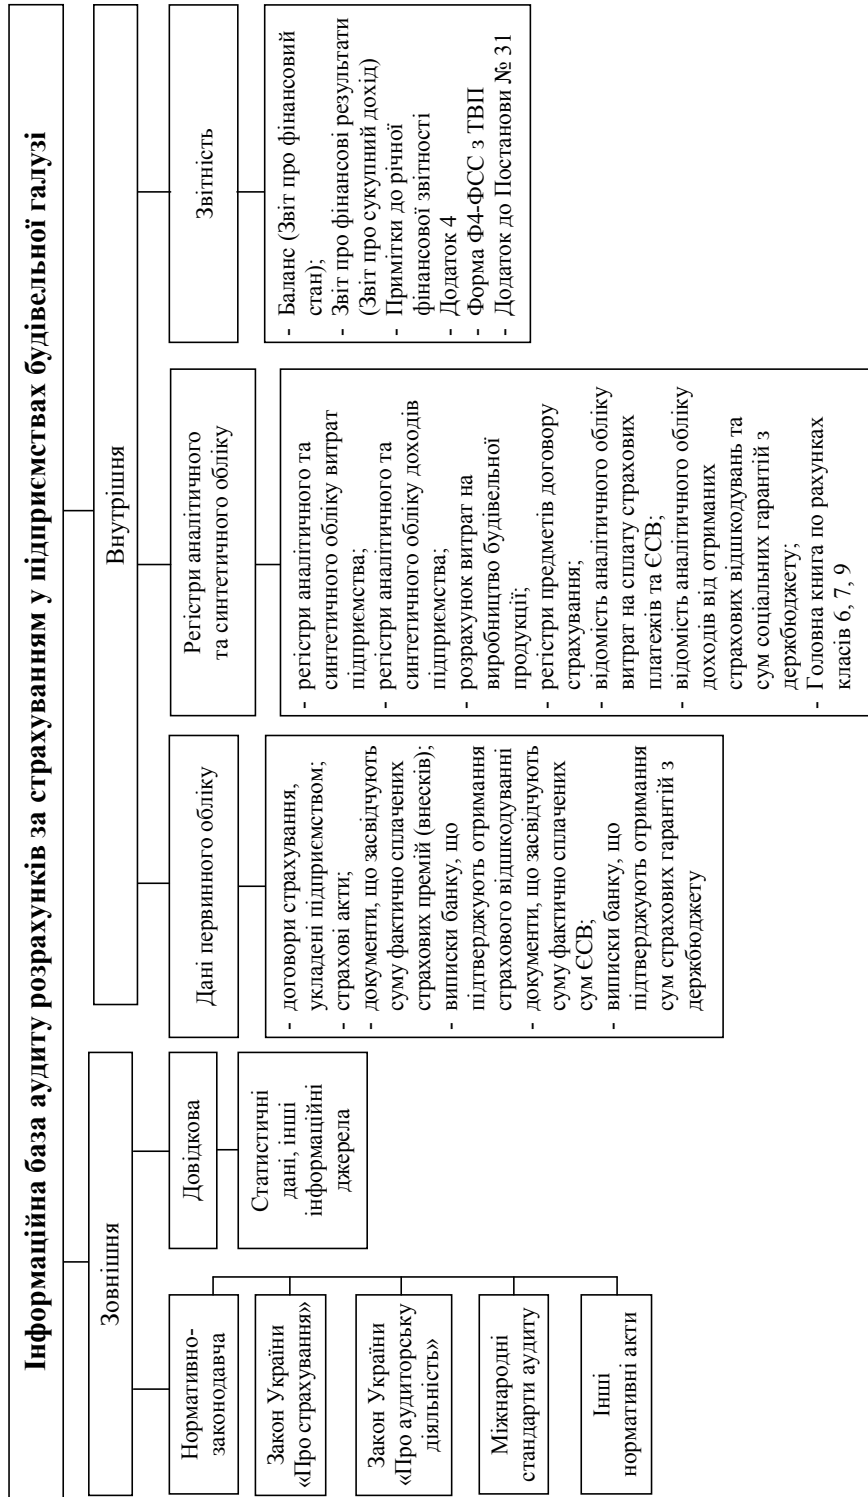 Інформаційна база аудиту розрахунків за страхуванням у підприємствах будівельної галузі
Зовнішня
Нормативно-
законодавча
Закон України
«Про страхування»
Закон України
«Про аудиторську
діяльність»
Міжнародні
стандарти аудиту
Інші
нормативні акти
Довідкова
Статистичні
дані, інші
інформаційні
джерела
Внутрішня
Дані первинного обліку
- договори страхування,
укладені підприємством;
- страхові акти;
- документи, що засвідчують
суму фактично сплачених
страхових премій (внесків);
- виписки банку, що
підтверджують отримання
страхового відшкодуванні
- документи, що засвідчують
суму фактично сплачених
сум ЄСВ;
- виписки банку, що
підтверджують отримання
сум страхових гарантій з
держбюджету
Регістри аналітичного
та синтетичного обліку
- регістри аналітичного та
синтетичного обліку витрат
підприємства;
- регістри аналітичного та
синтетичного обліку доходів
підприємства;
- розрахунок витрат на
виробництво будівельної
продукції;
- регістри предметів договору
страхування;
- відомість аналітичного обліку
витрат на сплату страхових
платежів та ЄСВ;
- відомість аналітичного обліку
доходів від отриманих
страхових відшкодувань та
сум соціальних гарантій з
держбюджету;
- Головна книга по рахунках
класів 6, 7, 9
Звітність
- Баланс (Звіт про фінансовий
стан);
- Звіт про фінансові результати
(Звіт про сукупний дохід)
- Примітки до річної
фінансової звітності
- Додаток 4
- Форма Ф4-ФСС з ТВП
- Додаток до Постанови № 31